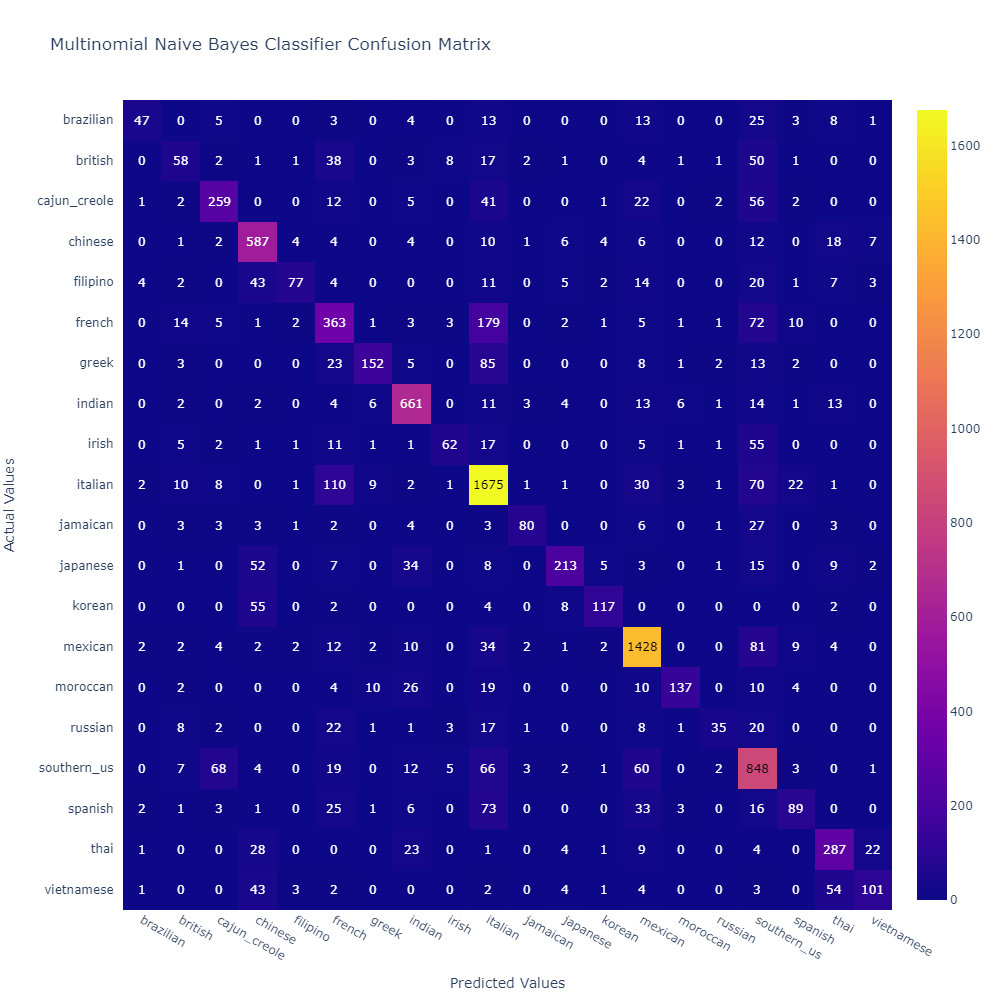 Multinomial Naive Bayes Classifier Confusion Matrix
brazilian 47 0 5 0 0 3 0 4 0 13 0 0 0 13 0 0 25 3 8 1
british 0 58 2 1 1 38 0 3 8 17 2 1 0 4 1 1 50 1 0 0
cajun_creole 1 2 259 0 0 12 0 5 0 41 0 0 1 22 0 2 56 2 0 0
chinese 0 1 2 587 4 4 0 4 0 10 1 6 4 6 0 0 12 0 18 7
filipino 4 2 0 43 77 4 0 0 0 11 0 5 2 14 0 0 20 1 7 3
french 0 14 5 1 2 363 1 3 3 179 0 2 1 5 1 1 72 10 0 0
greek 0 3 0 0 0 23 152 5 0 85 0 0 0 8 1 2 13 2 0 0
indian 0 2 0 2 0 4 6 661 0 11 3 4 0 13 6 1 14 1 13 0
irish 0 5 2 1 1 11 1 1 62 17 0 0 0 5 1 1 55 0 0 0
italian 2 10 8 0 1 110 9 2 1 1675 1 1 0 30 3 1 70 22 1 0
jamaican 0 3 3 3 1 2 0 4 0 3 80 0 0 6 0 1 27 0 3 0
japanese 0 1 0 52 0 7 0 34 0 8 0 213 5 3 0 1 15 0 9 2
korean 0 0 0 55 0 2 0 0 0 4 0 8 117 0 0 0 0 0 2 0
mexican 2 2 4 2 2 12 2 10 0 34 2 1 2 1428 0 0 81 9 4 0
moroccan 0 2 0 0 0 4 10 26 0 19 0 0 0 10 137 0 10 4 0 0
russian 0 8 2 0 0 22 1 1 3 17 1 0 0 8 1 35 20 0 0 0
southern_us 0 7 68 4 0 19 0 12 5 66 3 2 1 60 0 2 848 3 0 1
spanish 2 1 3 1 0 25 1 6 0 73 0 0 0 33 3 0 16 89 0 0
thai 1 0 0 28 0 0 0 23 0 1 0 4 1 9 0 0 4 0 287 22
vietnamese 1 0 0 43 3 2 0 0 0 2 0 4 1 4 0 0 3 0 54 101
brazilian british cajun_creole chinese filipino french greek indian irish italian jamaican japanese korean mexican moroccan russian southern_us spanish thai vietnamese
Predicted Values
Actual Values
1600
1400
1200
1000
800
600
400
200
0